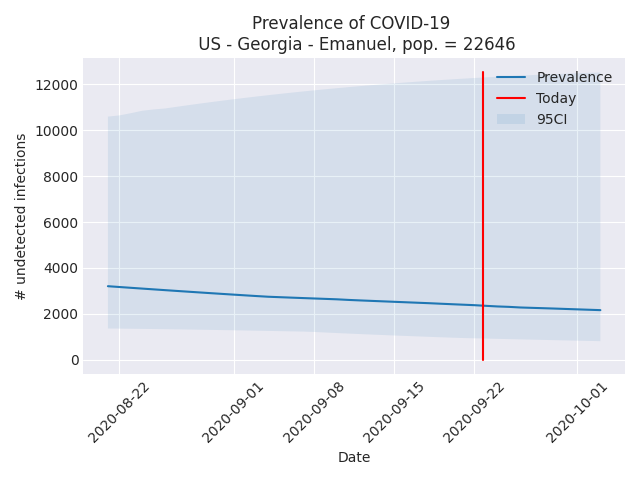 Prevalence of COVID-19
US - Georgia - Emanuel, pop. = 22646
Prevalence
Today
95CI
# undetected infections
12000
10000
8000
6000
4000
2000
0
2020-08-22
2020-09-01
2020-09-08
2020-09-15
2020-09-22
2020-10-01
Date